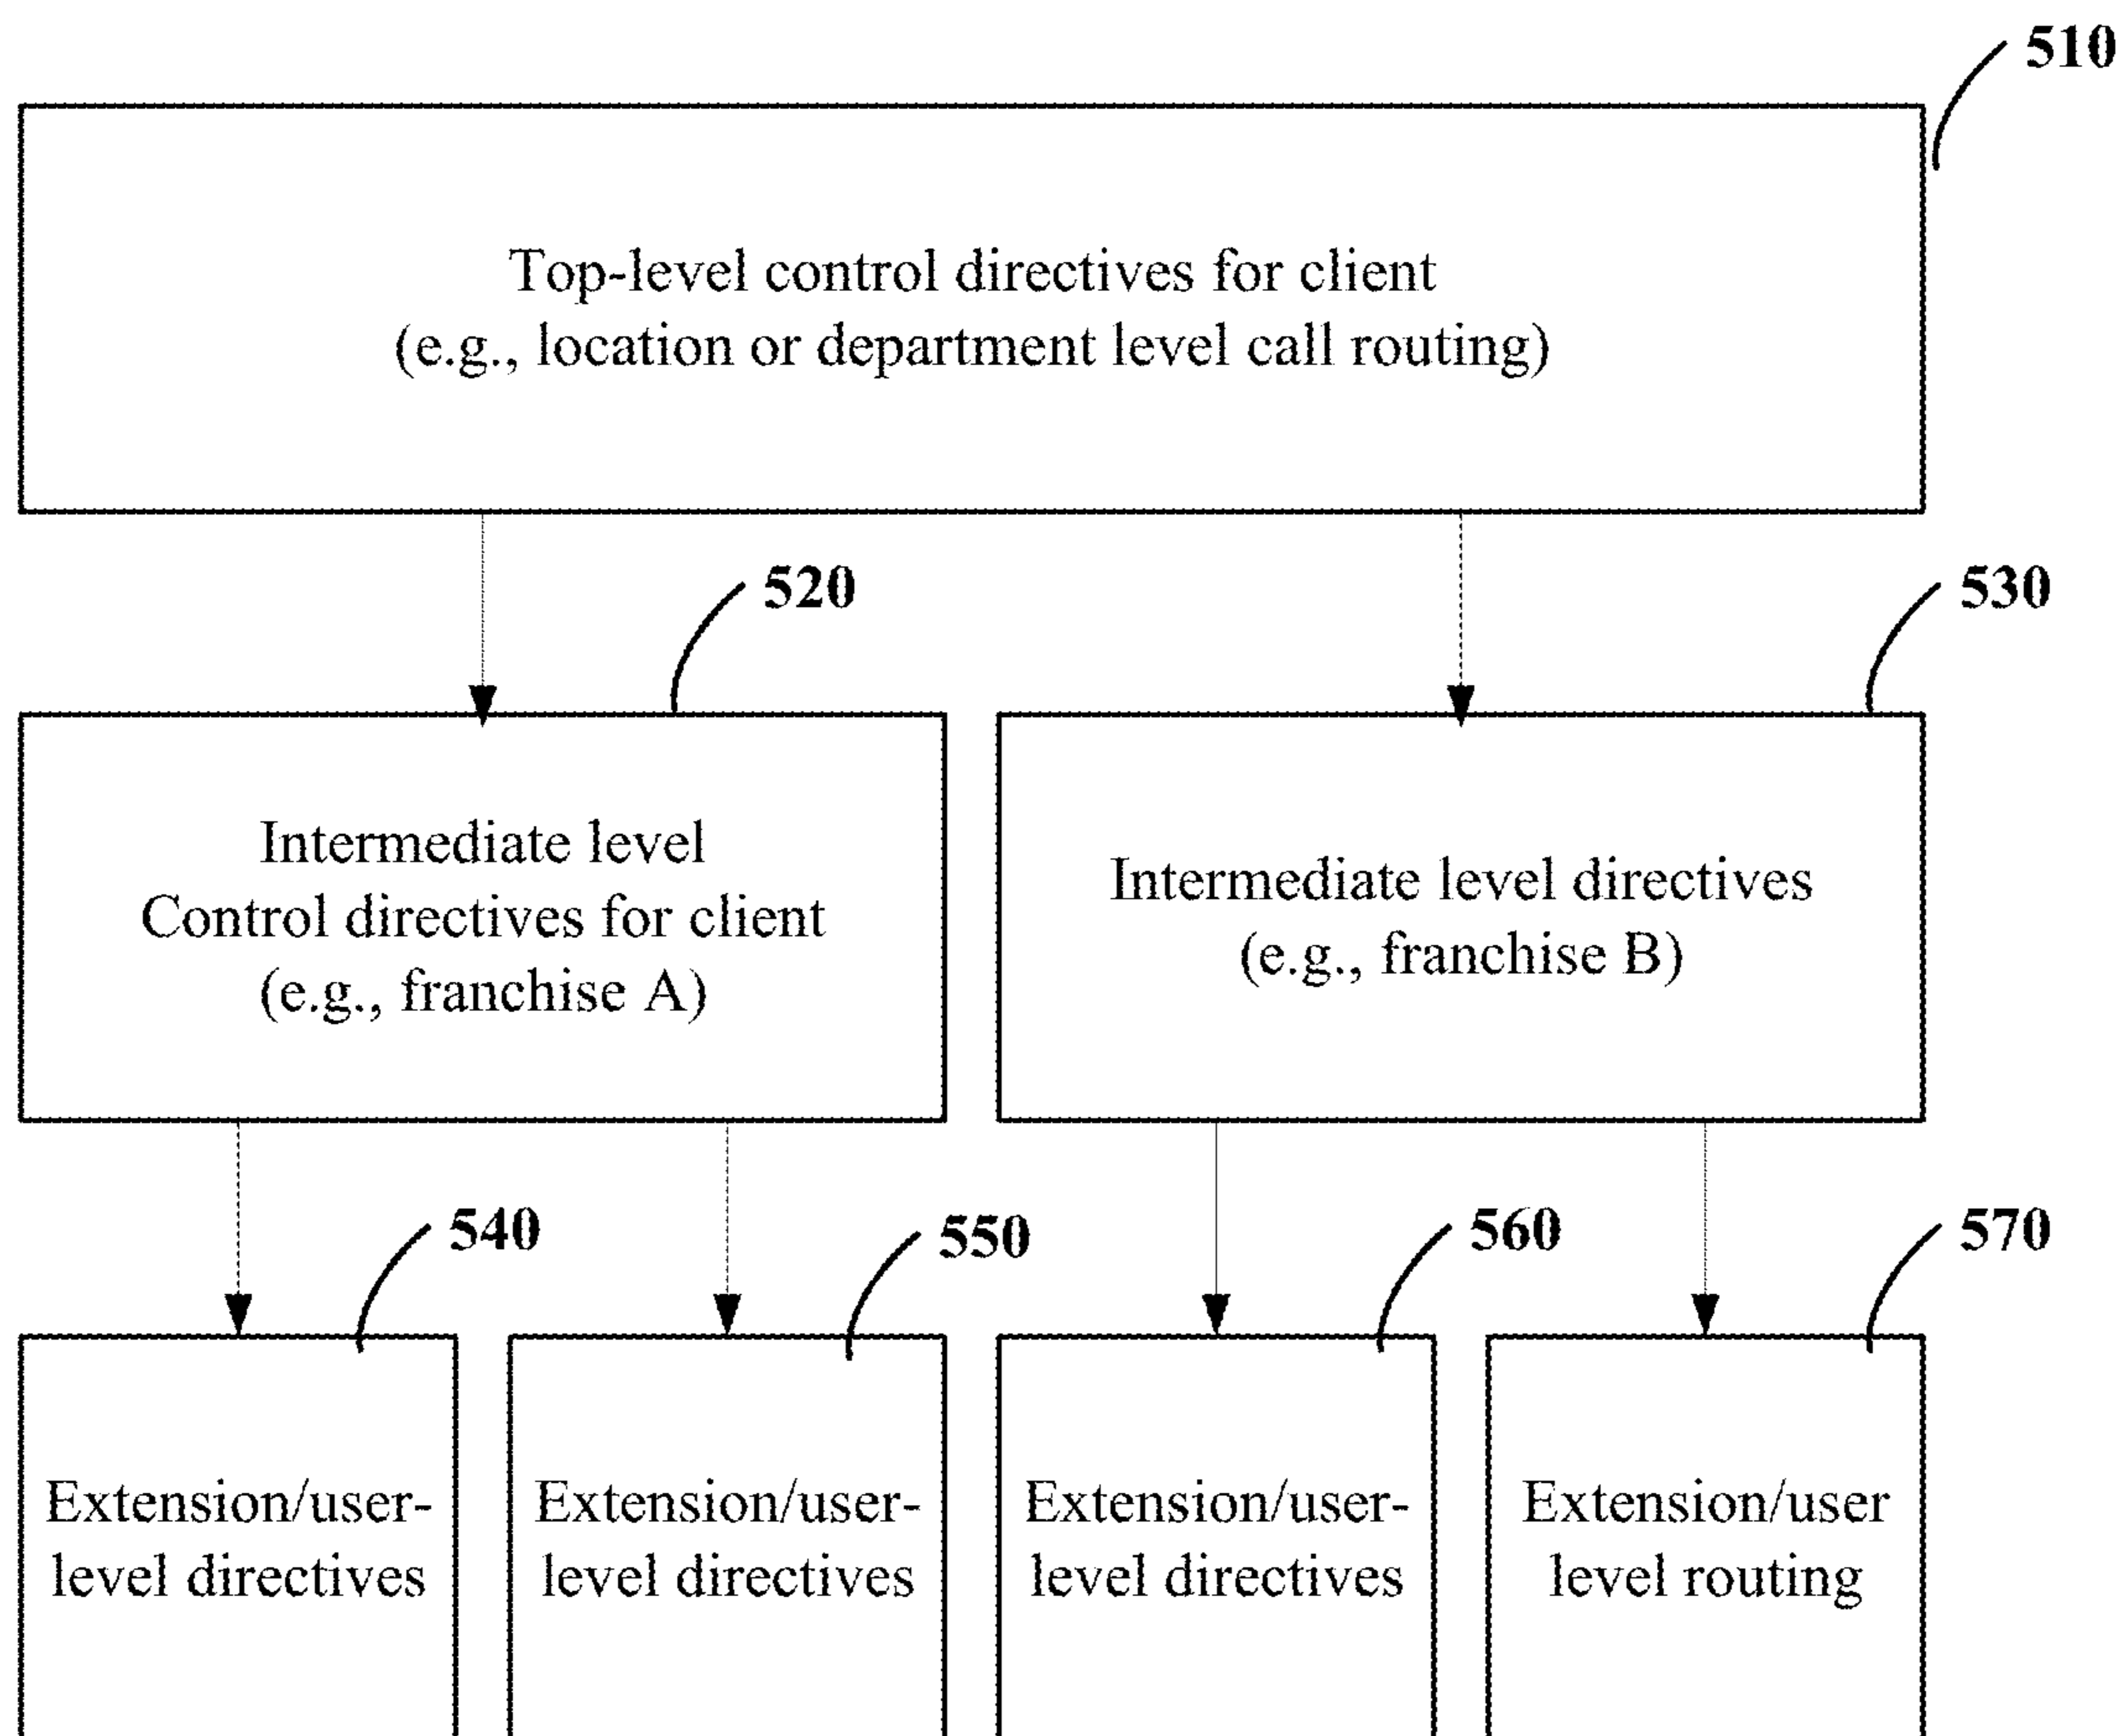 510
Top-level control directives for client
(e.g., location or department level call routing)
520
530
Intermediate level
Control directives for client
(e.g., franchise A)
Intermediate level directives
(e.g., franchise B)
540
550
560
570
Extension/user-
level directives
Extension/user-
level directives
Extension/user-
level directives
Extension/user
level routing